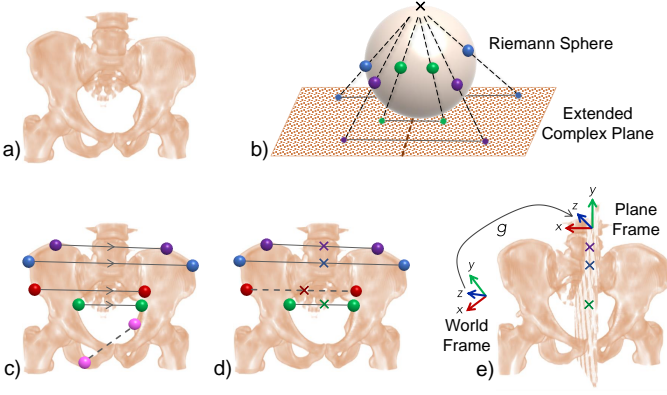 a)
b)
Riemann Sphere
Extended
Complex Plane
c)
d)
e)
y
z
x
Plane
Frame
g
y
z
x
World
Frame